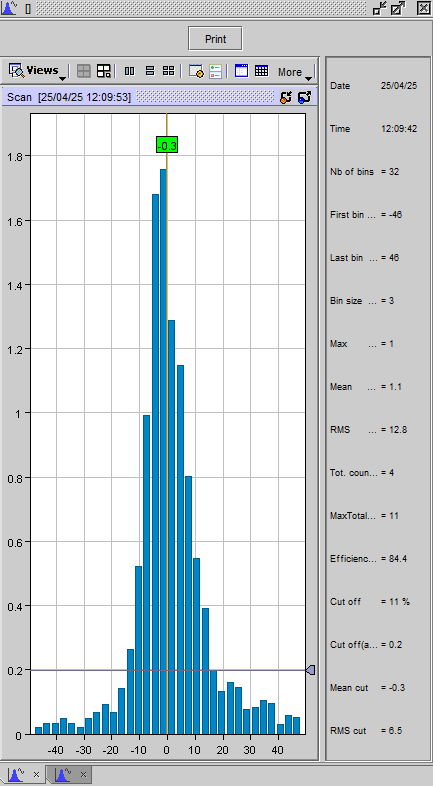 Print
Views
More
Scan [25/04/25 12:09:53]
-0.3
1.8
1.6
1.4
1.2
1
0.8
0.6
0.4
0.2
0
-40 -30 -20 -10 0 10 20 30 40
Date 25/04/25
Time 12:09:42
Nb of bins = 32
First bin ... = -46
Last bin ... = 46
Bin size ... = 3
Max ... = 1
Mean ... = 1.1
RMS ... = 12.8
Tot. coun... = 4
MaxTotal... = 11
Efficienc... = 84.4
Cut off = 11 %
Cut off(a... = 0.2
Mean cut = -0.3
RMS cut = 6.5